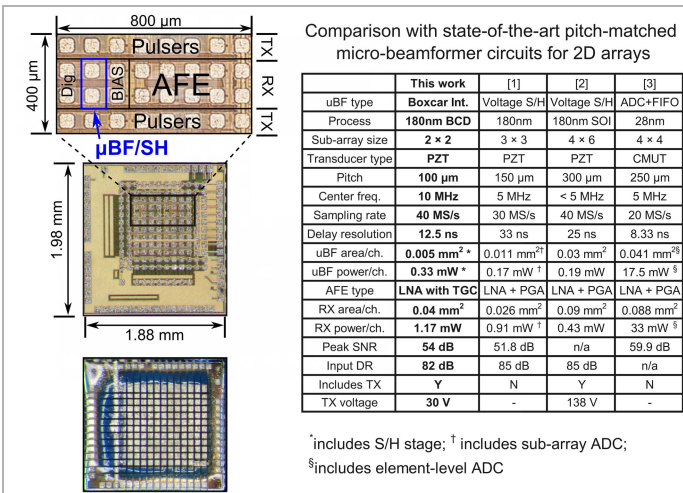 800 µm
400 µm
Pulsers
TX
Dig
BIAS
AFE
RX
Pulsers
TX
µBF/SH
1.98 mm
1.88 mm
Comparison with state-of-the-art pitch-matched
micro-beamformer circuits for 2D arrays
This work [1] [2] [3]
uBF type Boxcar Int. Voltage S/H Voltage S/H ADC+FIFO
Process 180nm BCD 180nm 180nm SOI 28nm
Sub-array size 2 × 2 3 × 3 4 × 6 4 × 4
Transducer type PZT PZT PZT CMUT
Pitch 100 µm 150 µm 300 µm 250 µm
Center freq. 10 MHz 5 MHz < 5 MHz 5 MHz
Sampling rate 40 MS/s 30 MS/s 40 MS/s 20 MS/s
Delay resolution 12.5 ns 33 ns 25 ns 8.33 ns
uBF area/ch. 0.005 mm² * 0.011 mm²† 0.03 mm² 0.041 mm²§
uBF power/ch. 0.33 mW * 0.17 mW † 0.19 mW 17.5 mW §
AFE type LNA with TGC LNA + PGA LNA + PGA LNA + PGA
RX area/ch. 0.04 mm² 0.026 mm² 0.09 mm² 0.088 mm²
RX power/ch. 1.17 mW 0.91 mW † 0.43 mW 33 mW §
Peak SNR 54 dB 51.8 dB n/a 59.9 dB
Input DR 82 dB 85 dB 85 dB n/a
Includes TX Y N Y N
TX voltage 30 V - 138 V -
*includes S/H stage; † includes sub-array ADC;
§includes element-level ADC